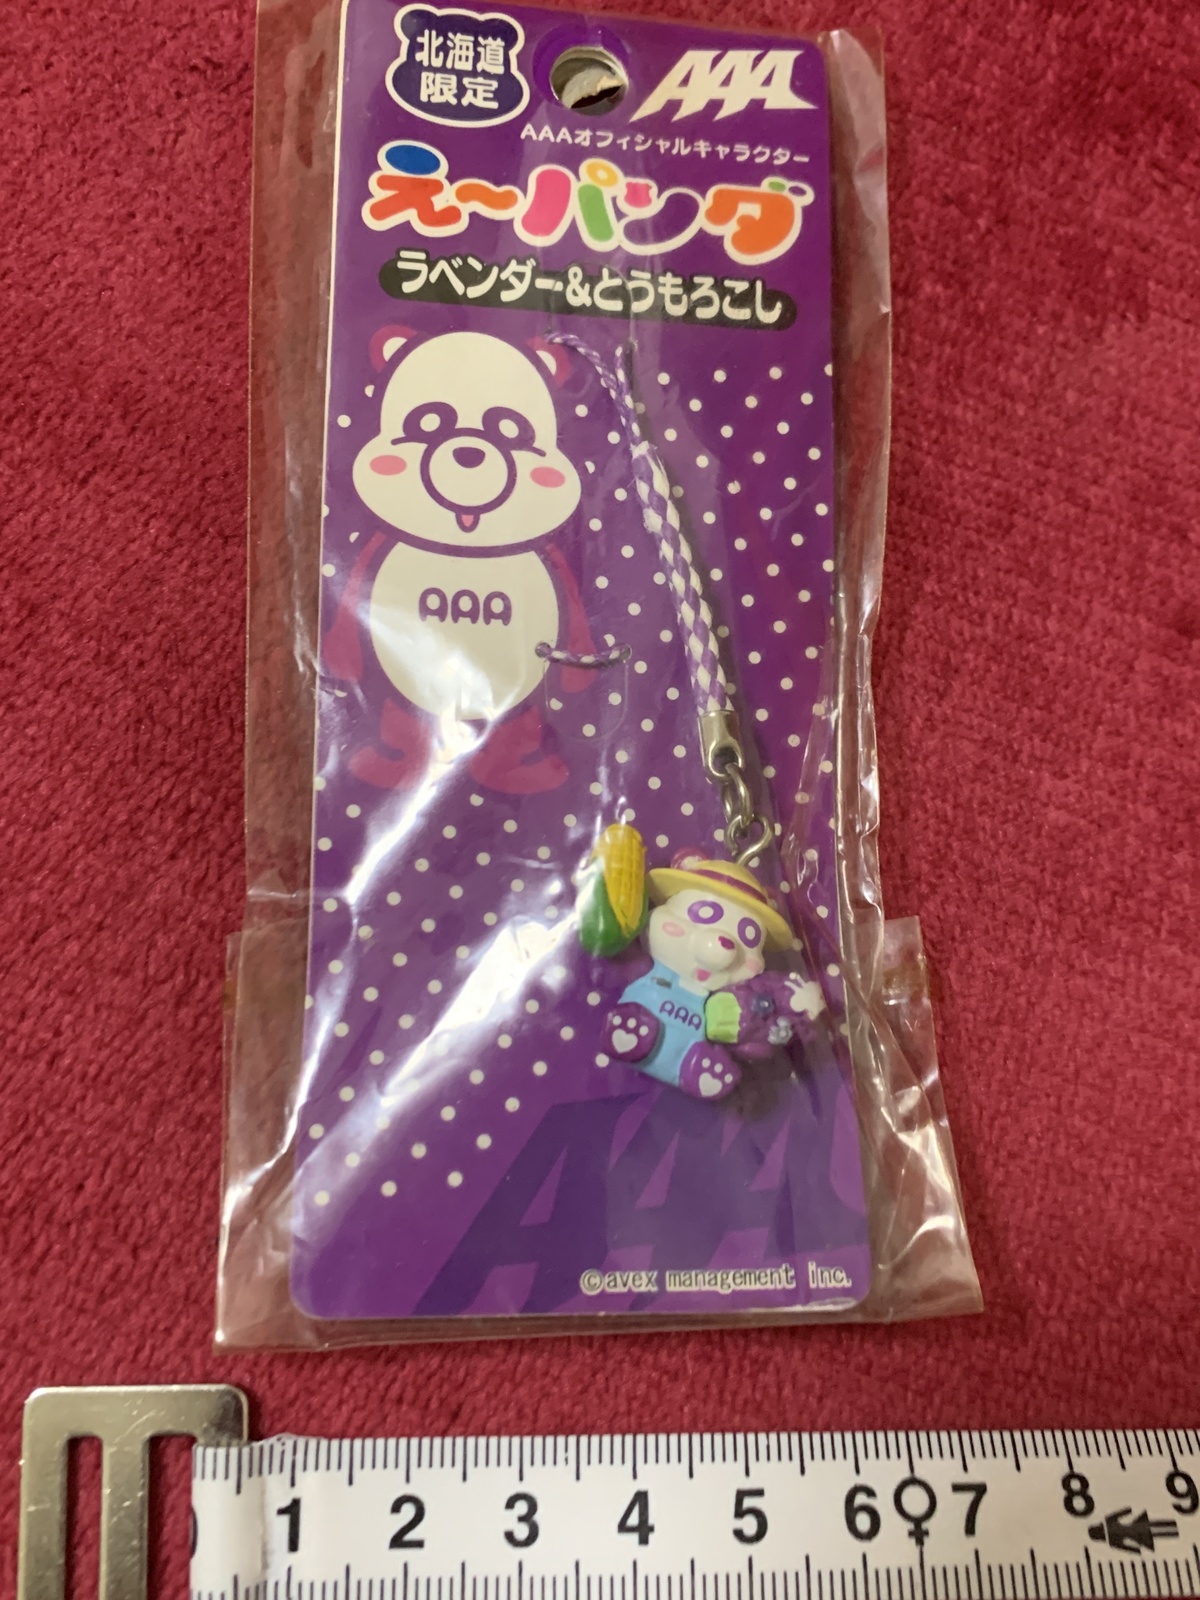 北海道
限定
AAA
AAAオフィシャルキャラクター
え〜パンダ
ラベンダー&とうもろこし
AAA
AAA
AAA
©avex management inc.
1 2 3 4 5 6 7 8 9